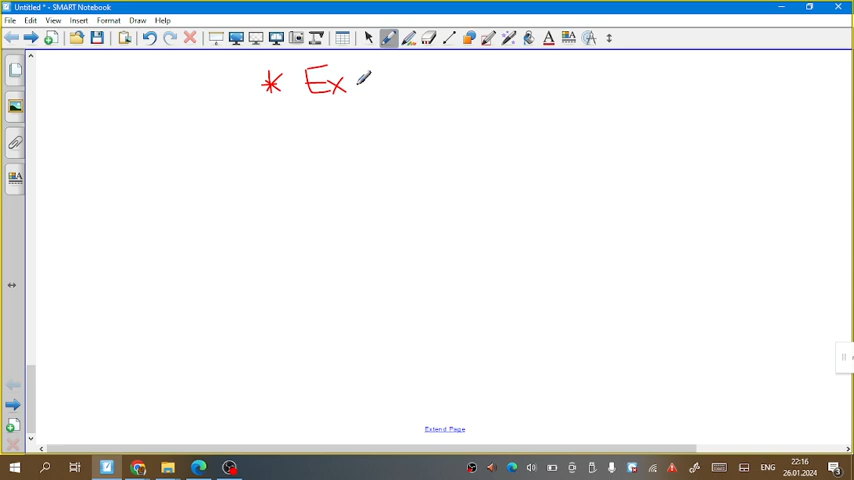 Untitled * - SMART Notebook
File Edit View Insert Format Draw Help
* Ex
Extend Page
ENG
22:16
26.01.2024
3